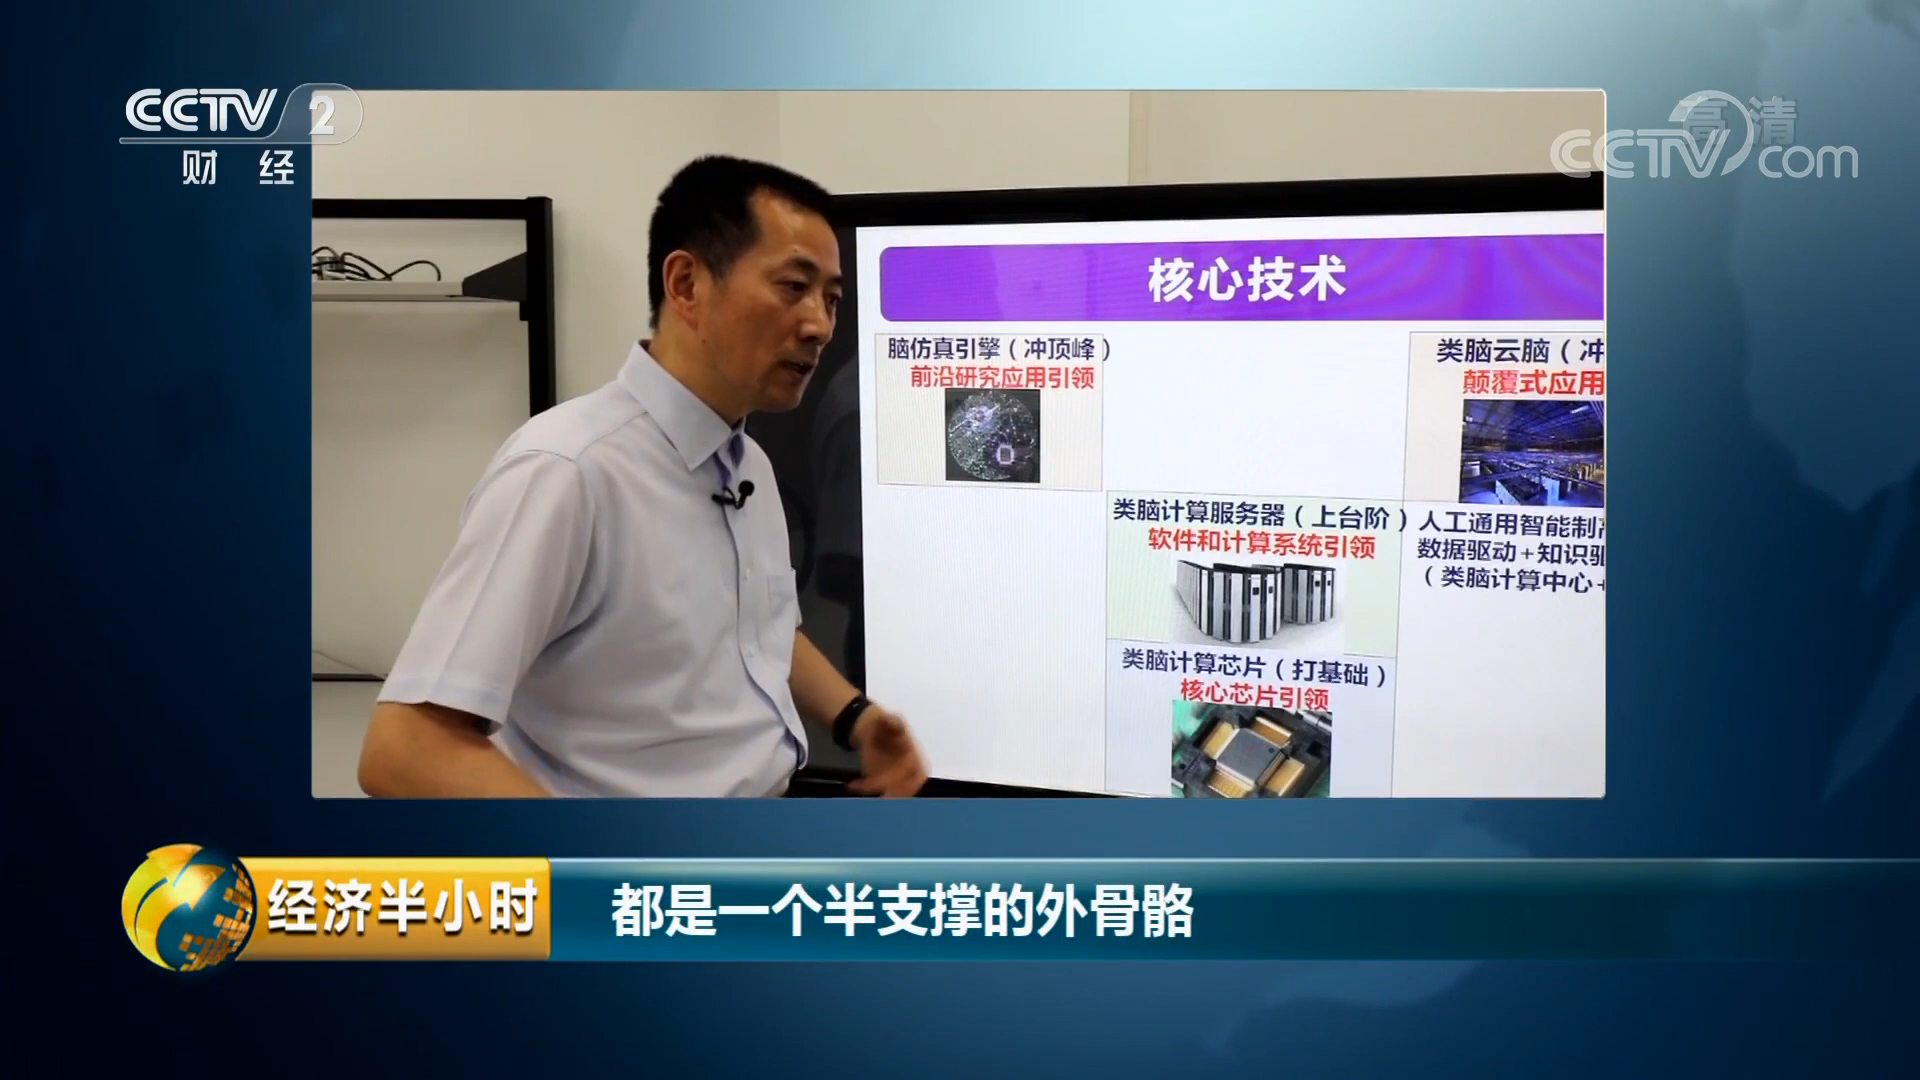 CCTV 2
财 经
高清
CCTV com
核心技术
脑仿真引擎（冲顶峰）
前沿研究应用引领
类脑云脑（冲
颠覆式应用
类脑计算服务器（上台阶）
软件和计算系统引领
人工通用智能制高
数据驱动+知识驱
（类脑计算中心+
类脑计算芯片（打基础）
核心芯片引领
经济半小时
都是一个半支撑的外骨骼